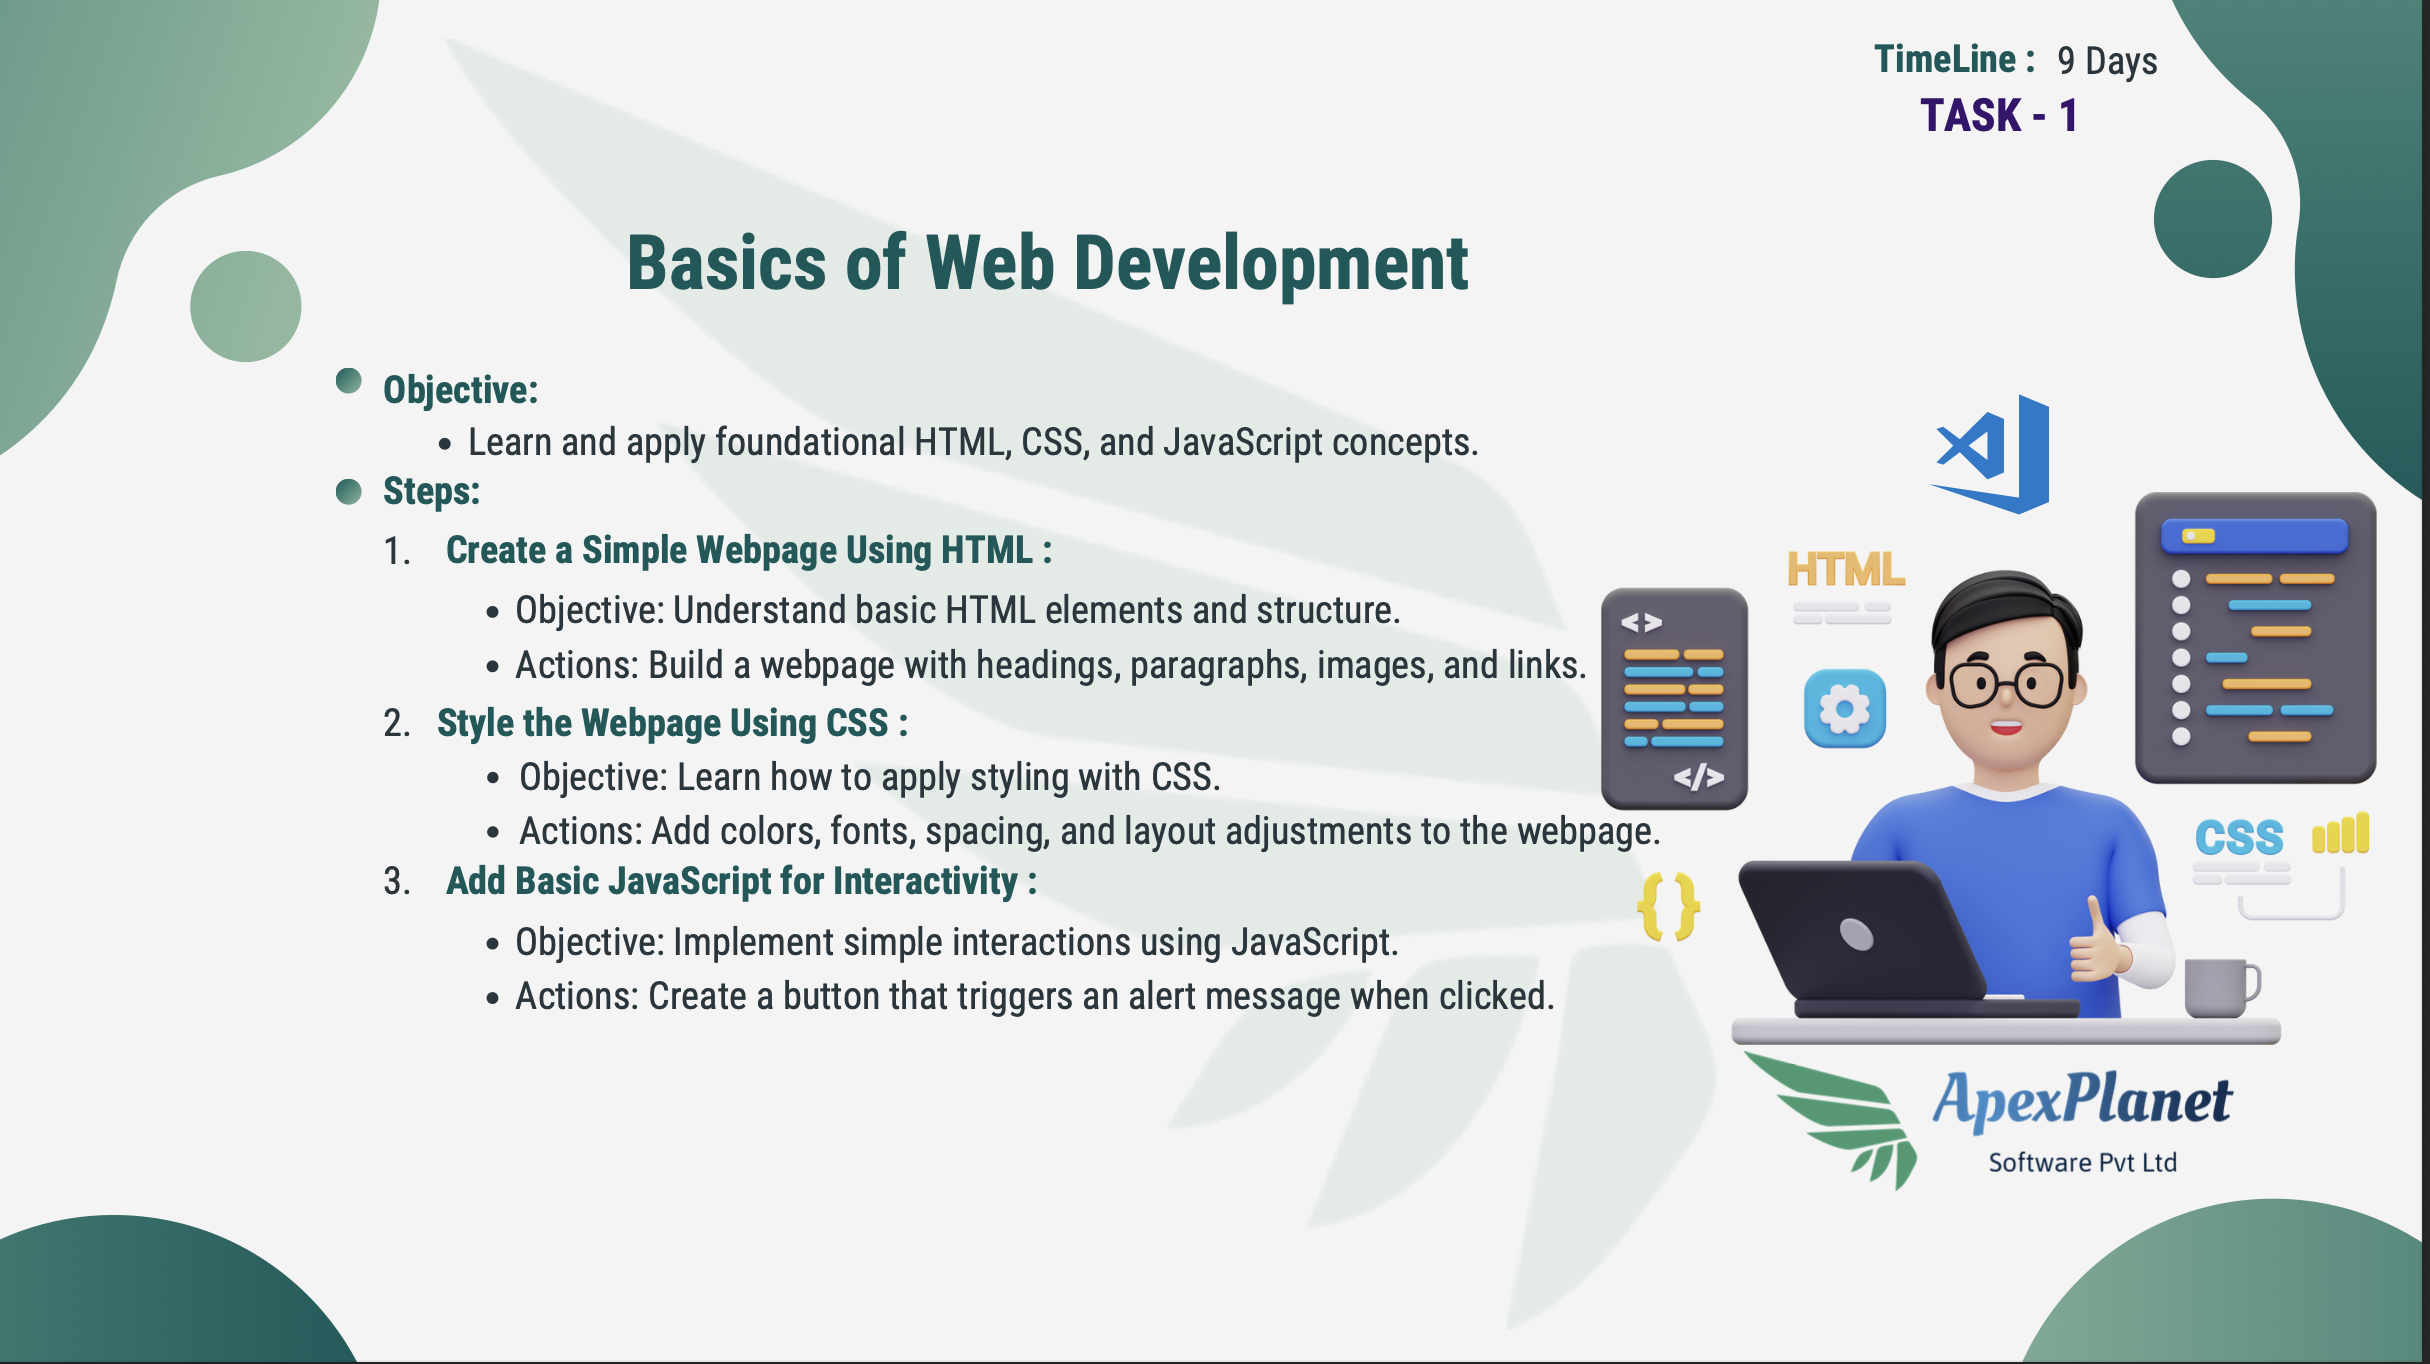 TimeLine : 9 Days
TASK - 1
Basics of Web Development
Objective:
• Learn and apply foundational HTML, CSS, and JavaScript concepts.
Steps:
1. Create a Simple Webpage Using HTML :
• Objective: Understand basic HTML elements and structure.
• Actions: Build a webpage with headings, paragraphs, images, and links.
2. Style the Webpage Using CSS :
• Objective: Learn how to apply styling with CSS.
• Actions: Add colors, fonts, spacing, and layout adjustments to the webpage.
3. Add Basic JavaScript for Interactivity :
• Objective: Implement simple interactions using JavaScript.
• Actions: Create a button that triggers an alert message when clicked.
HTML
<>
</>
CSS
{ }
ApexPlanet
Software Pvt Ltd